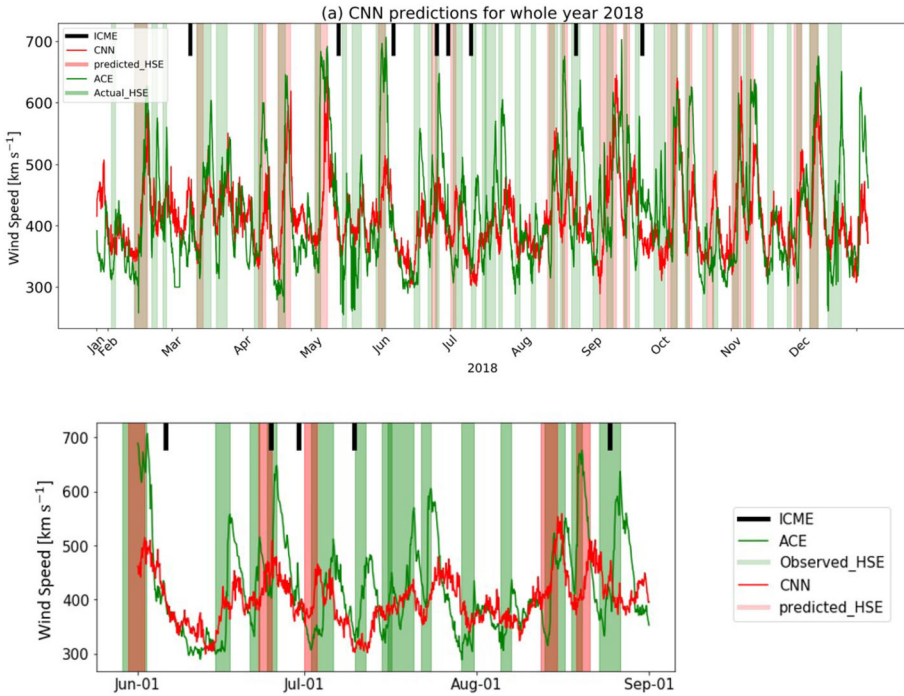 (a) CNN predictions for whole year 2018
700
600
500
400
300
Wind Speed [km s⁻¹]
ICME
CNN
predicted_HSE
ACE
Actual_HSE
Jan Feb Mar Apr May Jun Jul Aug Sep Oct Nov Dec
2018
700
600
500
400
300
Wind Speed [km s⁻¹]
Jun-01 Jul-01 Aug-01 Sep-01
ICME
ACE
Observed_HSE
CNN
predicted_HSE